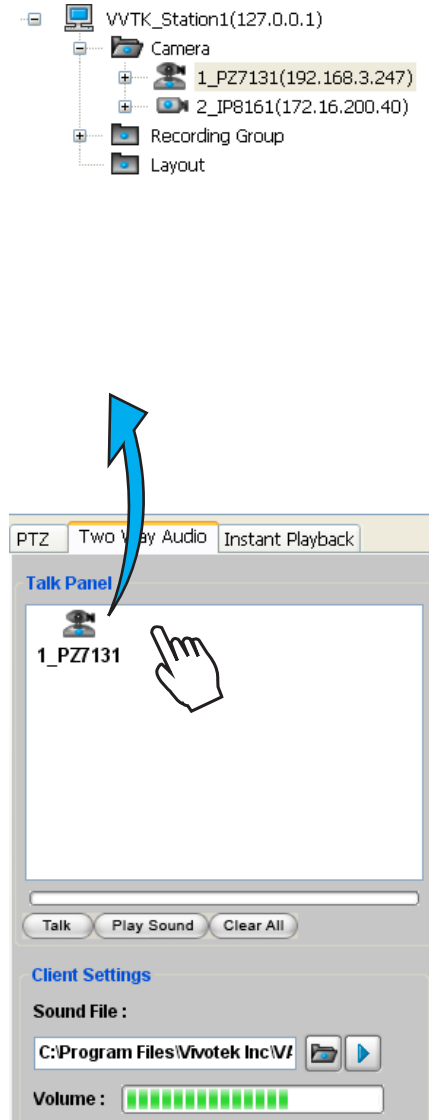 VVTK_Station1(127.0.0.1)
Camera
1_PZ7131(192.168.3.247)
2_IP8161(172.16.200.40)
Recording Group
Layout
PTZ Two Way Audio Instant Playback
Talk Panel
1_PZ7131
Talk Play Sound Clear All
Client Settings
Sound File :
C:\Program Files\Vivotek Inc\VA
Volume :